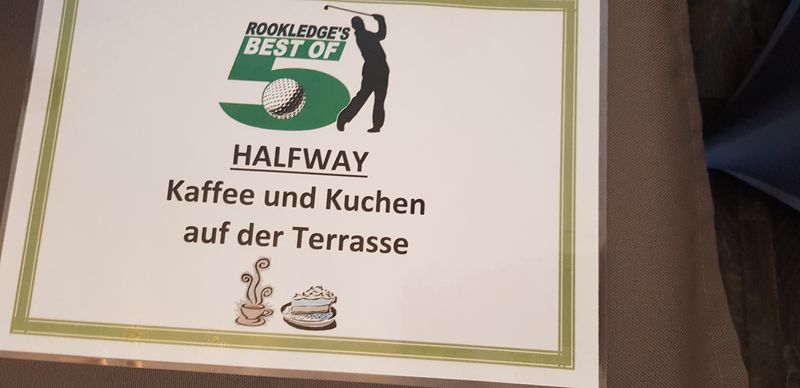 ROOKLEDGE'S
BEST OF
5
HALFWAY
Kaffee und Kuchen
auf der Terrasse